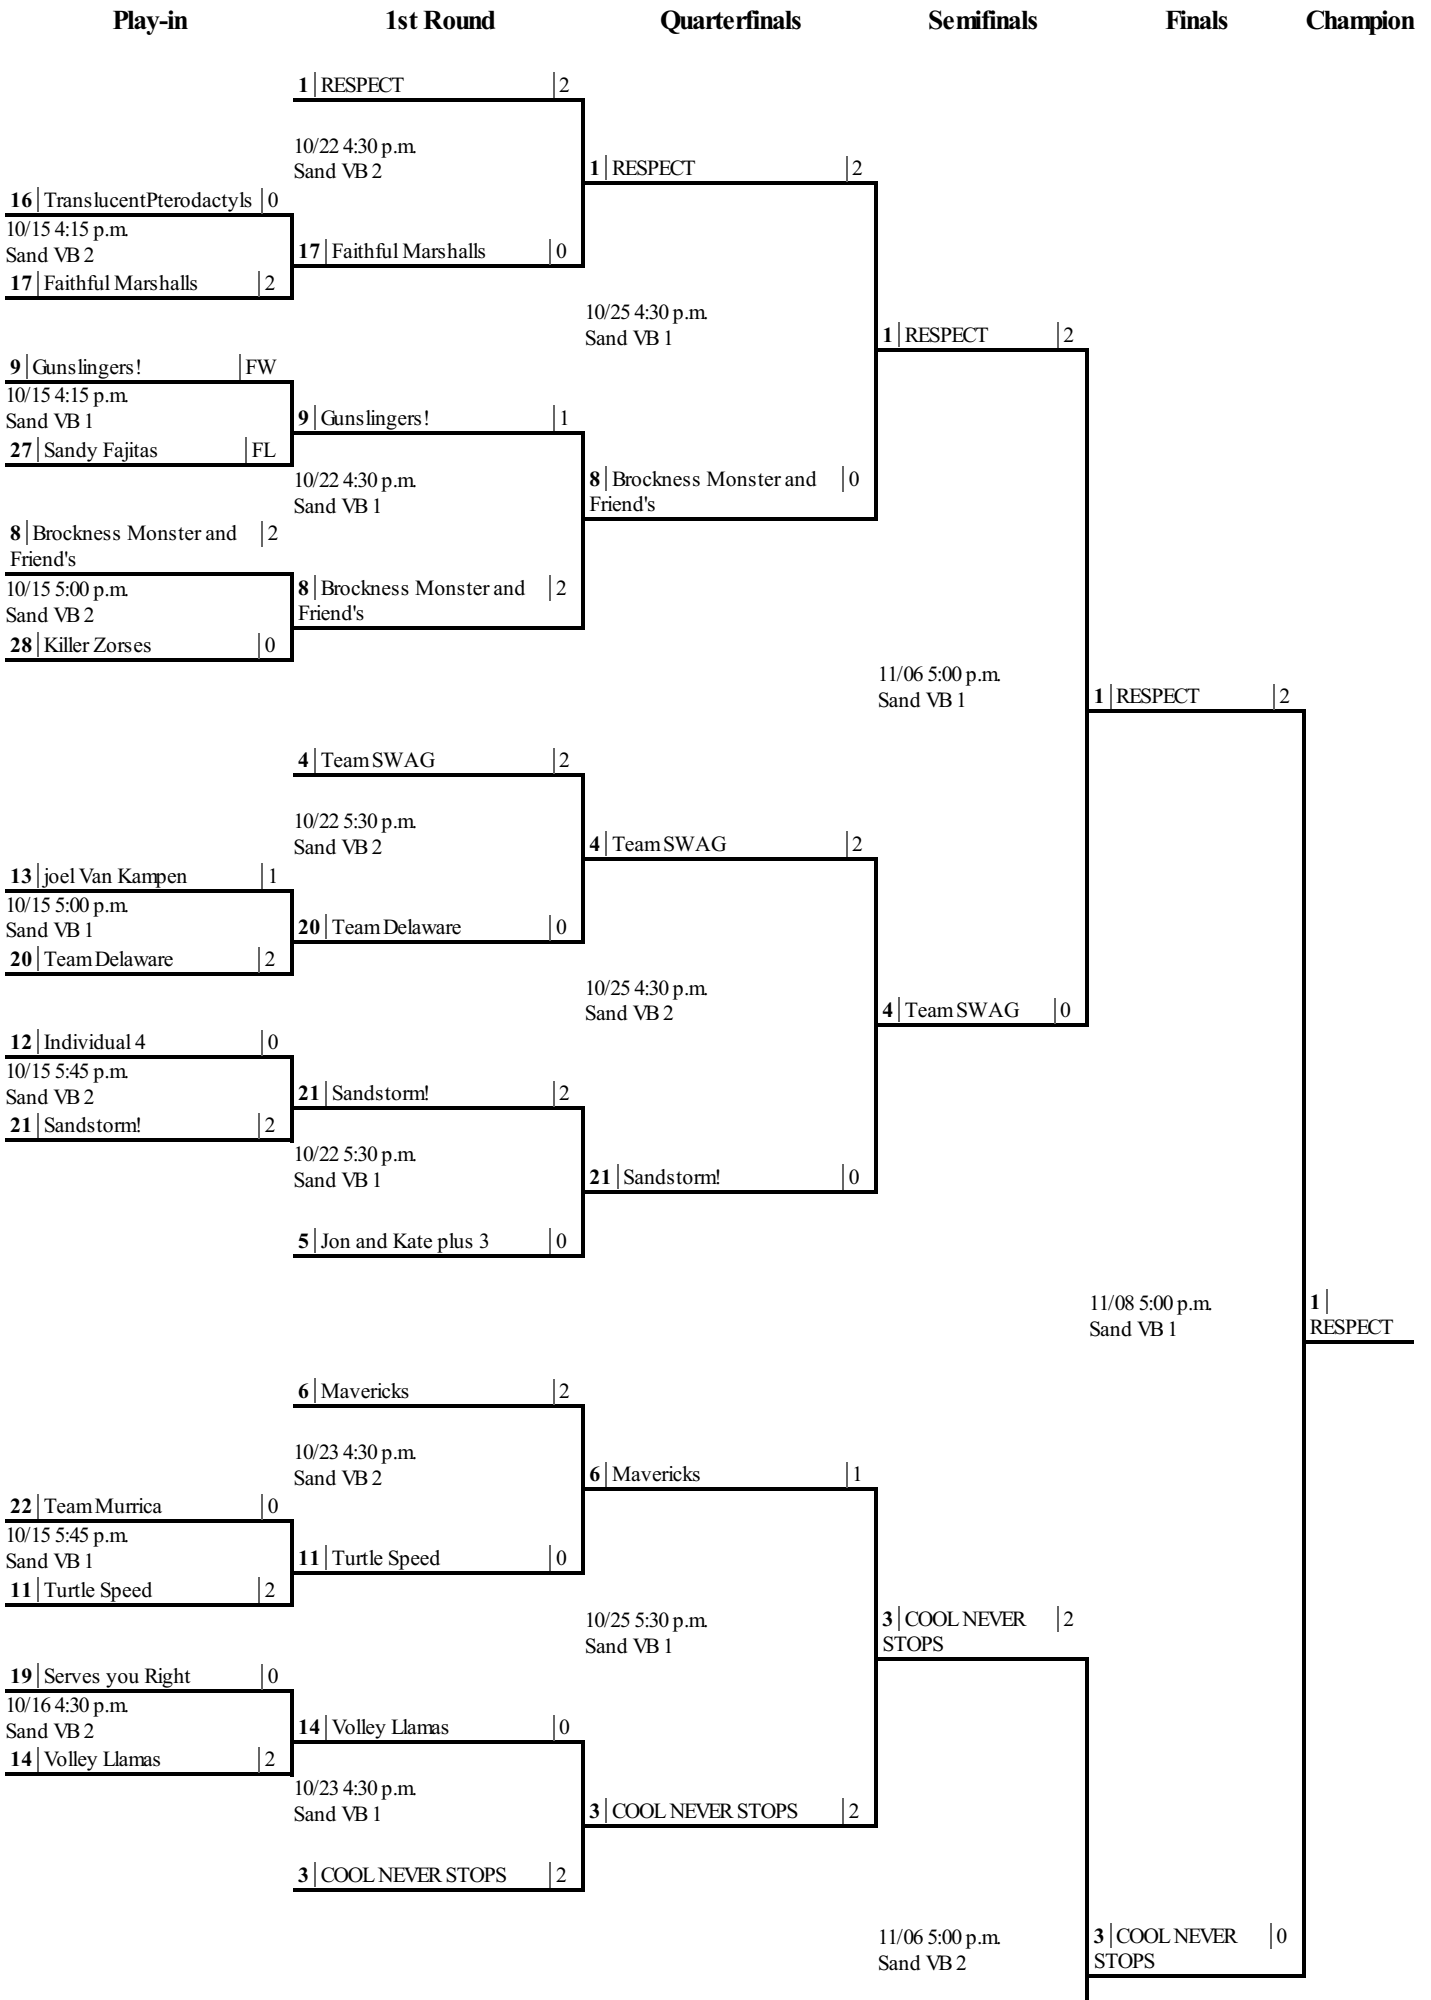 Play-in 1st Round Quarterfinals Semifinals Finals Champion
1 RESPECT 2
10/22 4:30 p.m.
Sand VB 2
1 RESPECT 2
16 Translucent Pterodactyls 0
10/15 4:15 p.m.
Sand VB 2
17 Faithful Marshalls 0
17 Faithful Marshalls 2
10/25 4:30 p.m.
Sand VB 1
1 RESPECT 2
9 Gunslingers! FW
10/15 4:15 p.m.
Sand VB 1
9 Gunslingers! 1
27 Sandy Fajitas FL
10/22 4:30 p.m.
Sand VB 1
8 Brockness Monster and 0
Friend's
8 Brockness Monster and 2
Friend's
10/15 5:00 p.m.
Sand VB 2
8 Brockness Monster and 2
Friend's
28 Killer Zorses 0
11/06 5:00 p.m.
Sand VB 1
1 RESPECT 2
4 Team SWAG 2
10/22 5:30 p.m.
Sand VB 2
4 Team SWAG 2
13 joel Van Kampen 1
10/15 5:00 p.m.
Sand VB 1
20 Team Delaware 0
20 Team Delaware 2
10/25 4:30 p.m.
Sand VB 2
4 Team SWAG 0
12 Individual 4 0
10/15 5:45 p.m.
Sand VB 2
21 Sandstorm! 2
21 Sandstorm! 2
10/22 5:30 p.m.
Sand VB 1
21 Sandstorm! 0
5 Jon and Kate plus 3 0
11/08 5:00 p.m.
Sand VB 1
1
RESPECT
6 Mavericks 2
10/23 4:30 p.m.
Sand VB 2
6 Mavericks 1
22 Team Murrica 0
10/15 5:45 p.m.
Sand VB 1
11 Turtle Speed 0
11 Turtle Speed 2
10/25 5:30 p.m.
Sand VB 1
3 COOL NEVER 2
STOPS
19 Serves you Right 0
10/16 4:30 p.m.
Sand VB 2
14 Volley Llamas 0
14 Volley Llamas 2
10/23 4:30 p.m.
Sand VB 1
3 COOL NEVER STOPS 2
3 COOL NEVER STOPS 2
11/06 5:00 p.m.
Sand VB 2
3 COOL NEVER 0
STOPS